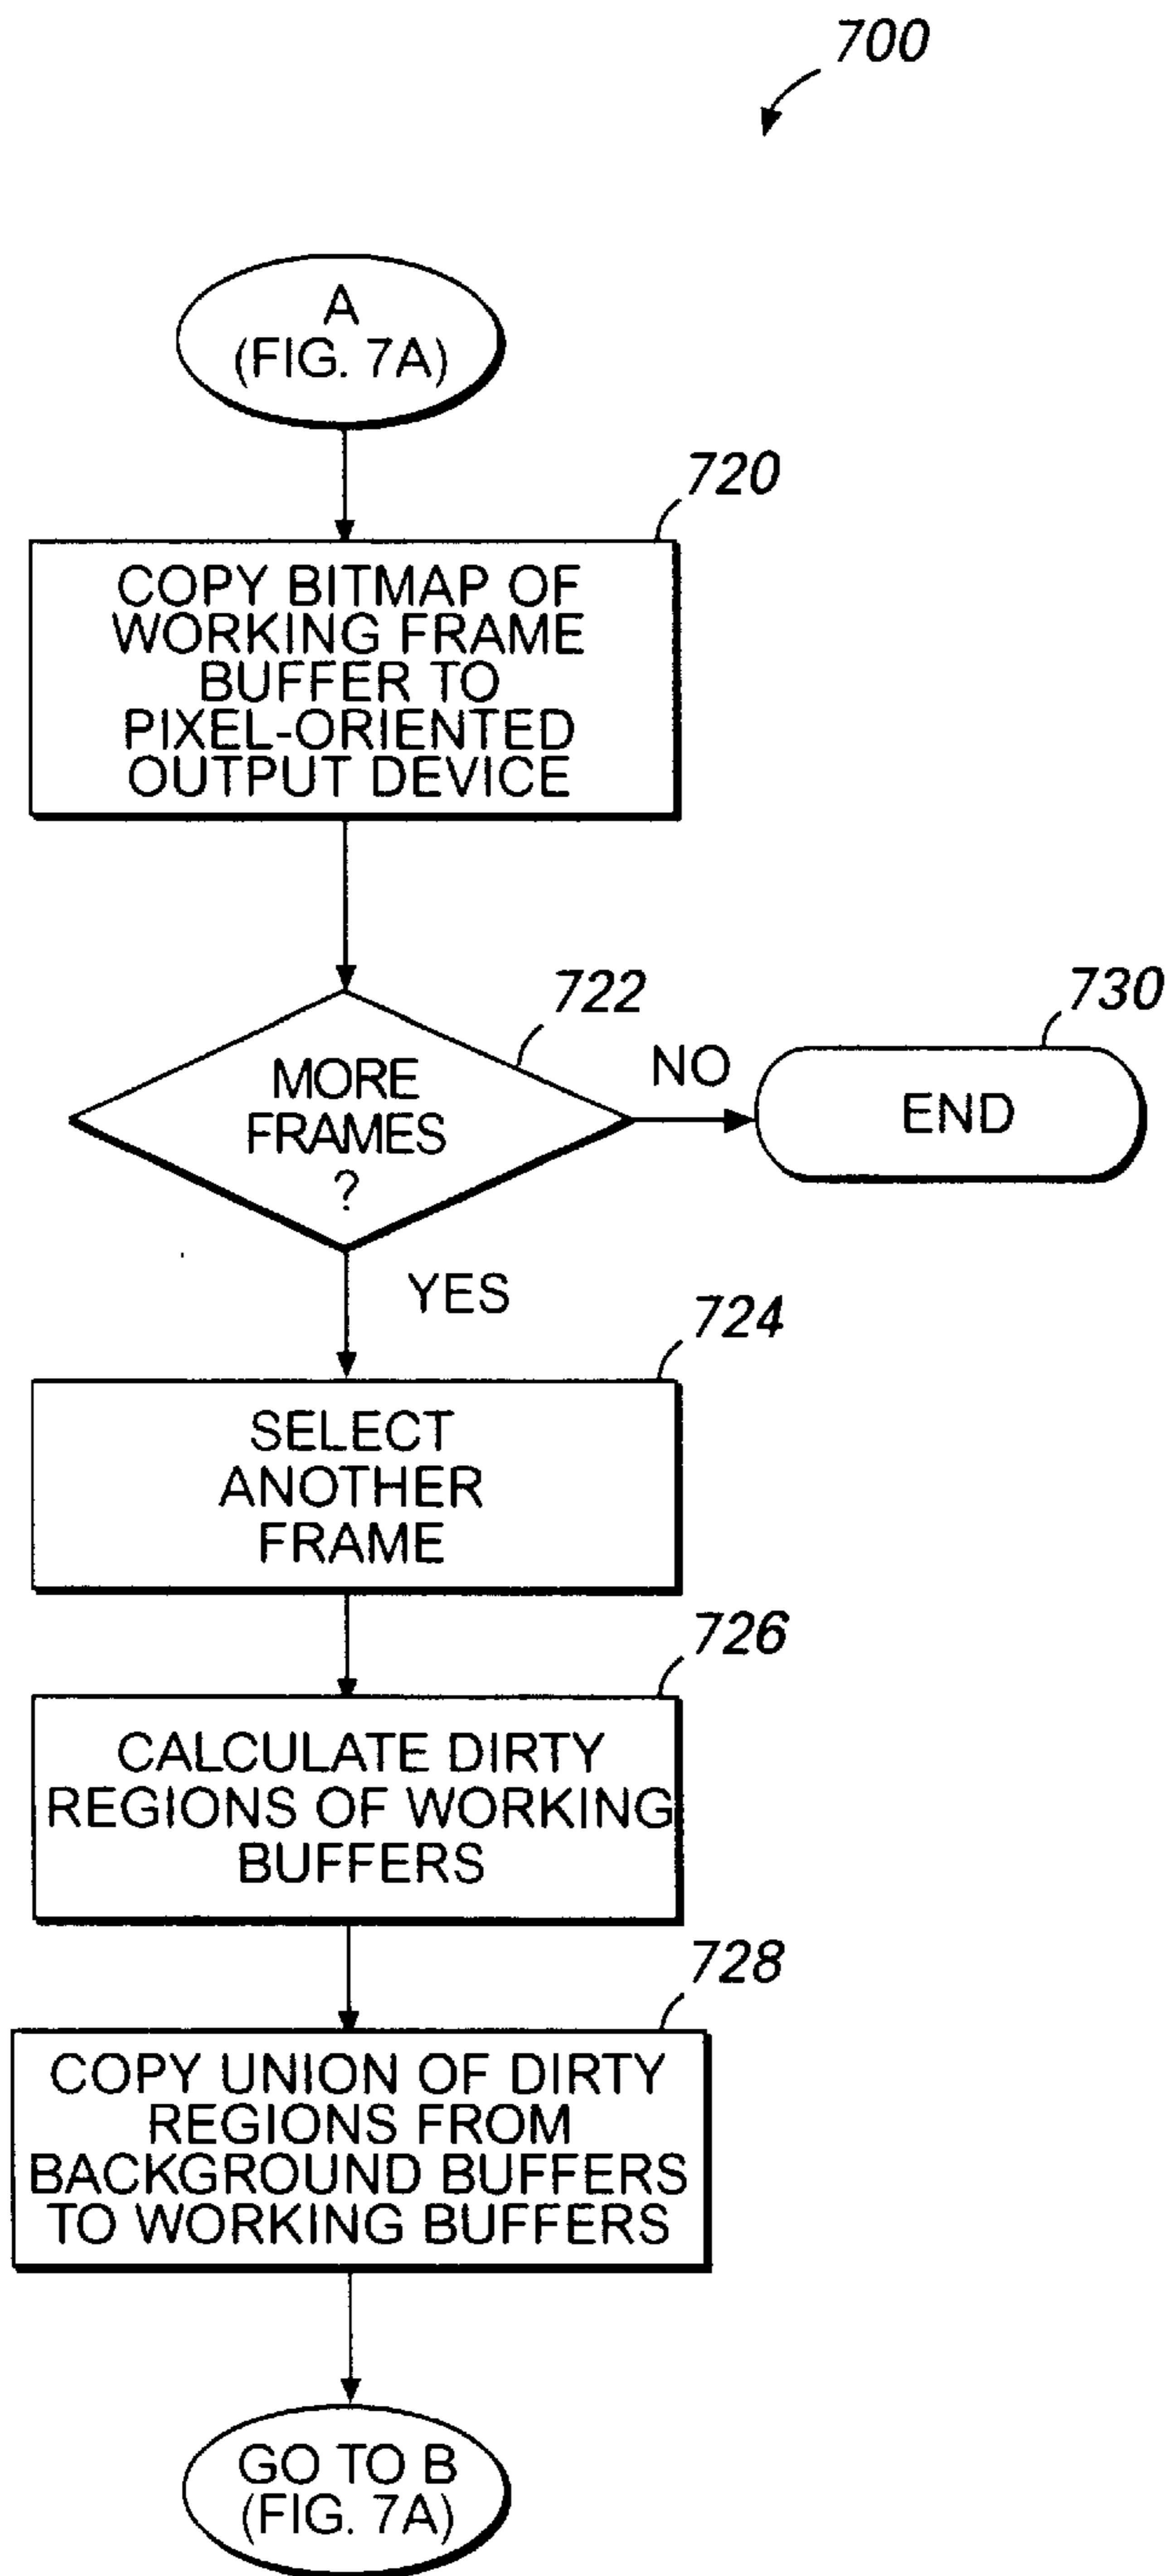 700
A
(FIG. 7A)
720
COPY BITMAP OF
WORKING FRAME
BUFFER TO
PIXEL-ORIENTED
OUTPUT DEVICE
722
MORE
FRAMES
?
NO
730
END
YES
724
SELECT
ANOTHER
FRAME
726
CALCULATE DIRTY
REGIONS OF WORKING
BUFFERS
728
COPY UNION OF DIRTY
REGIONS FROM
BACKGROUND BUFFERS
TO WORKING BUFFERS
GO TO B
(FIG. 7A)